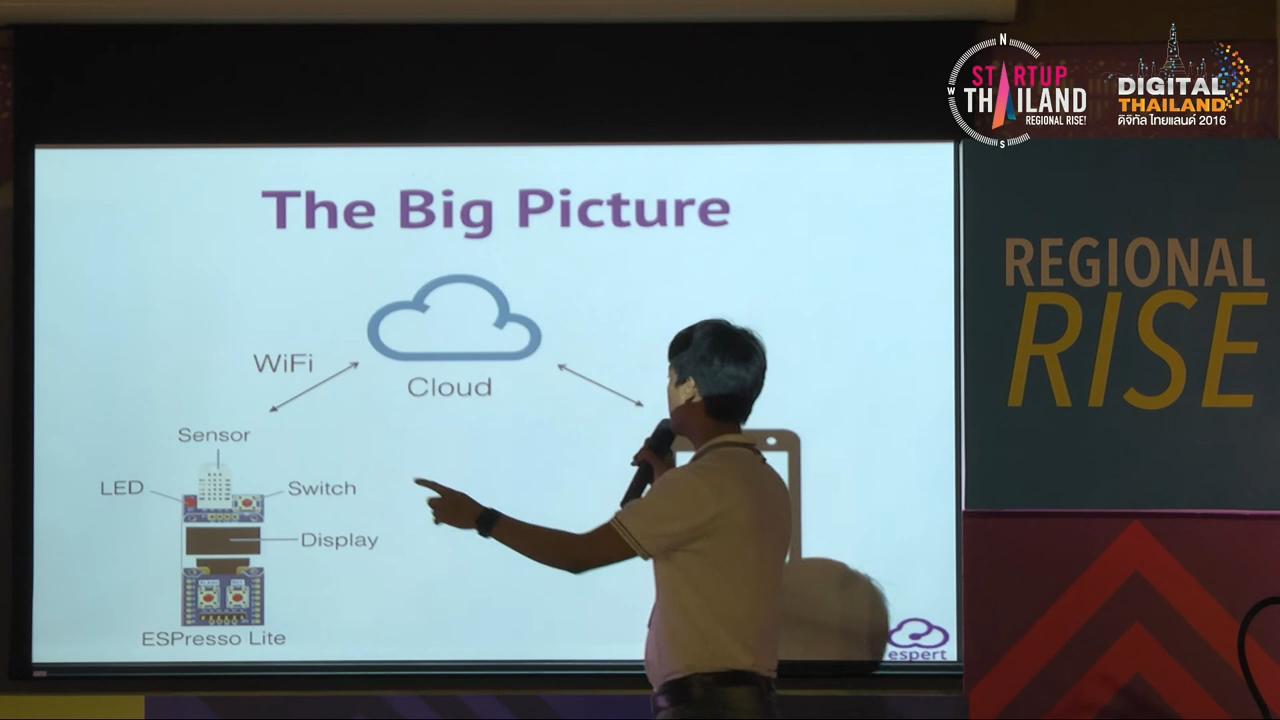 N
W
STARTUP
THAILAND
REGIONAL RISE!
S
DIGITAL
THAILAND
ดิจิทัล ไทยแลนด์ 2016
The Big Picture
REGIONAL
RISE
WiFi
Cloud
Sensor
LED
Switch
Display
ESPresso Lite
espert